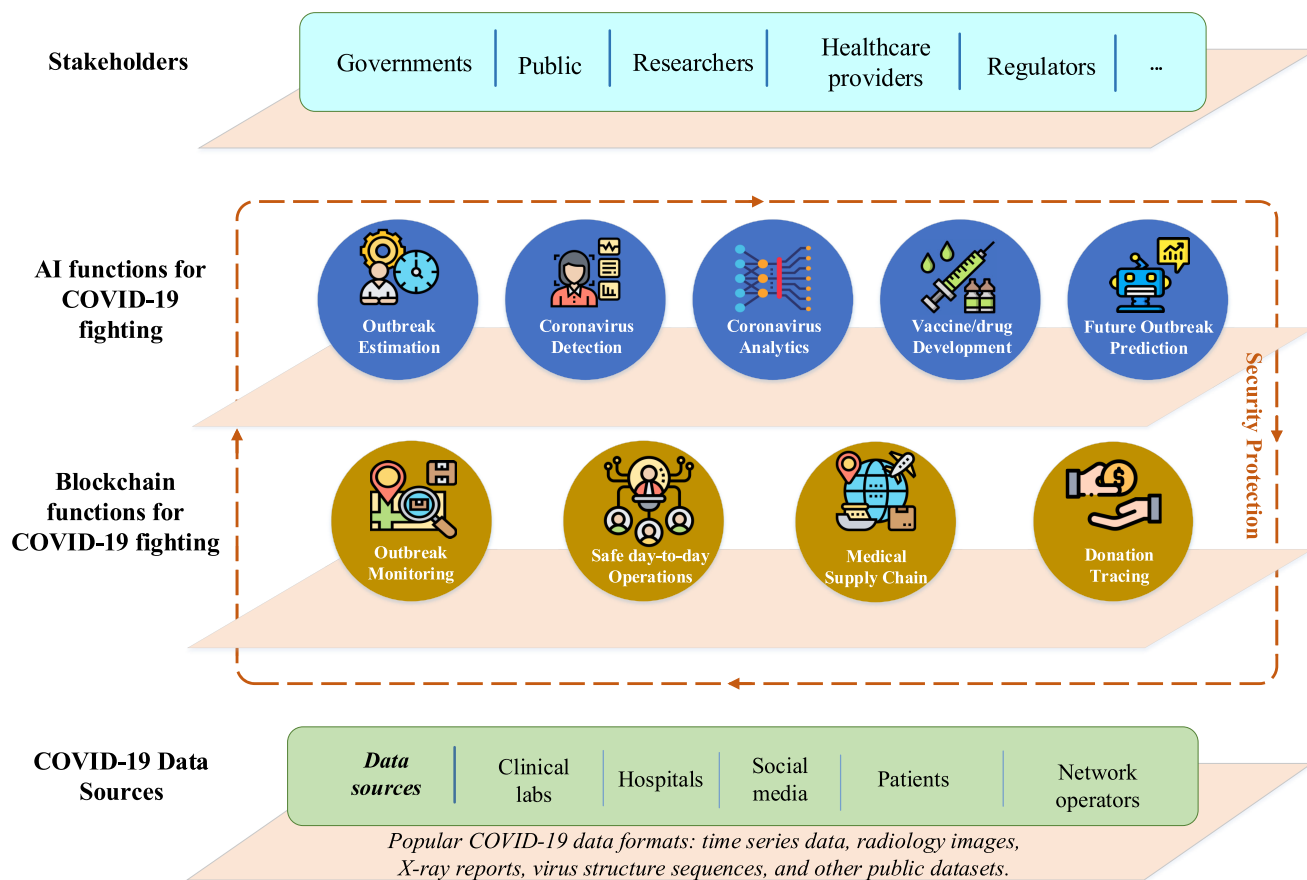 Stakeholders
Governments
Public
Researchers
Healthcare
providers
Regulators
...
AI functions for
COVID-19
fighting
Outbreak
Estimation
Coronavirus
Detection
Coronavirus
Analytics
Vaccine/drug
Development
Future Outbreak
Prediction
Security Protection
Blockchain
functions for
COVID-19 fighting
Outbreak
Monitoring
Safe day-to-day
Operations
Medical
Supply Chain
Donation
Tracing
COVID-19 Data
Sources
Data
sources
Clinical
labs
Hospitals
Social
media
Patients
Network
operators
Popular COVID-19 data formats: time series data, radiology images,
X-ray reports, virus structure sequences, and other public datasets.